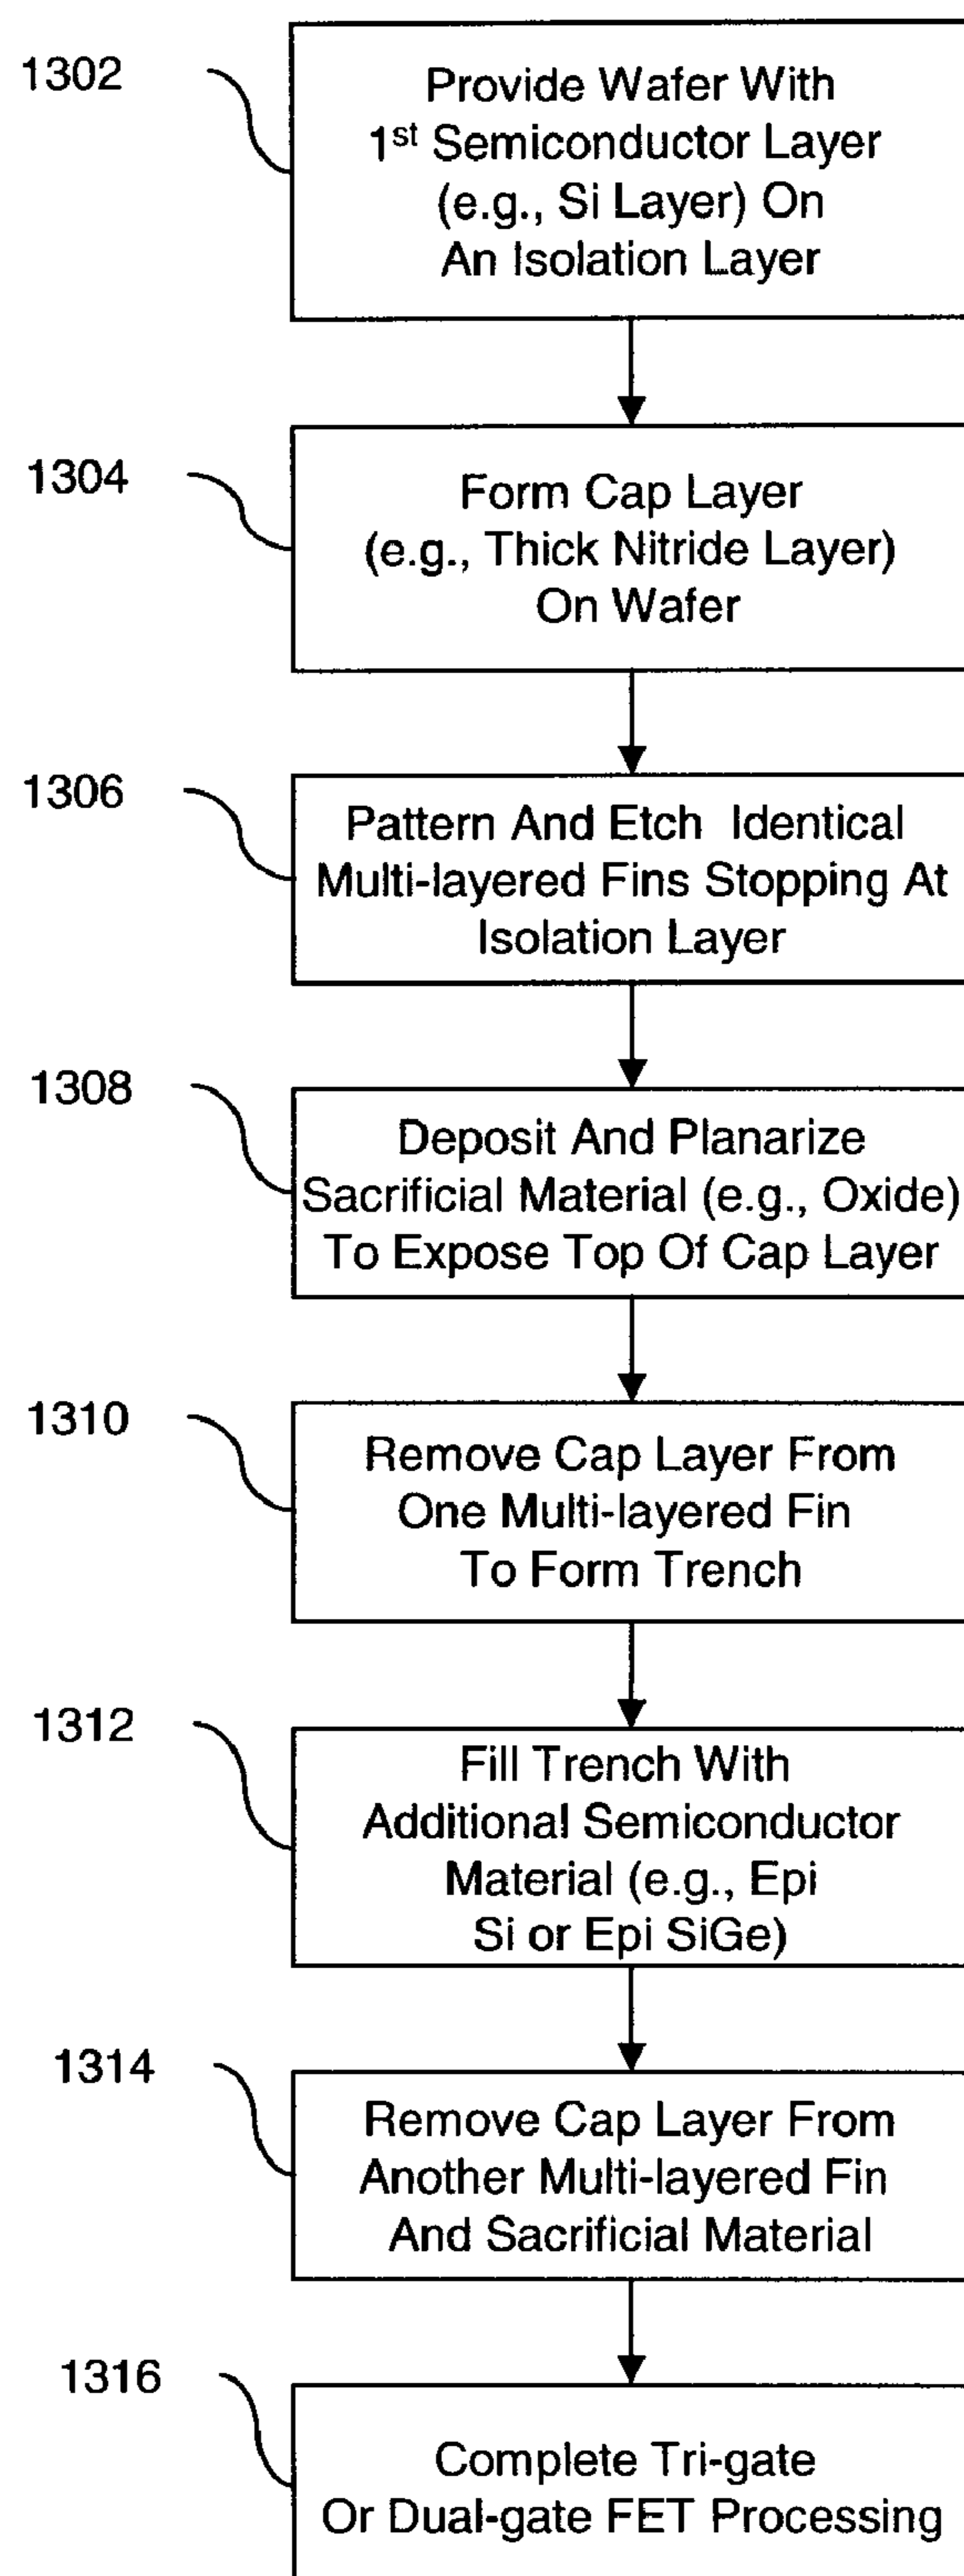 1302
Provide Wafer With
1st Semiconductor Layer
(e.g., Si Layer) On
An Isolation Layer
1304
Form Cap Layer
(e.g., Thick Nitride Layer)
On Wafer
1306
Pattern And Etch Identical
Multi-layered Fins Stopping At
Isolation Layer
1308
Deposit And Planarize
Sacrificial Material (e.g., Oxide)
To Expose Top Of Cap Layer
1310
Remove Cap Layer From
One Multi-layered Fin
To Form Trench
1312
Fill Trench With
Additional Semiconductor
Material (e.g., Epi
Si or Epi SiGe)
1314
Remove Cap Layer From
Another Multi-layered Fin
And Sacrificial Material
1316
Complete Tri-gate
Or Dual-gate FET Processing